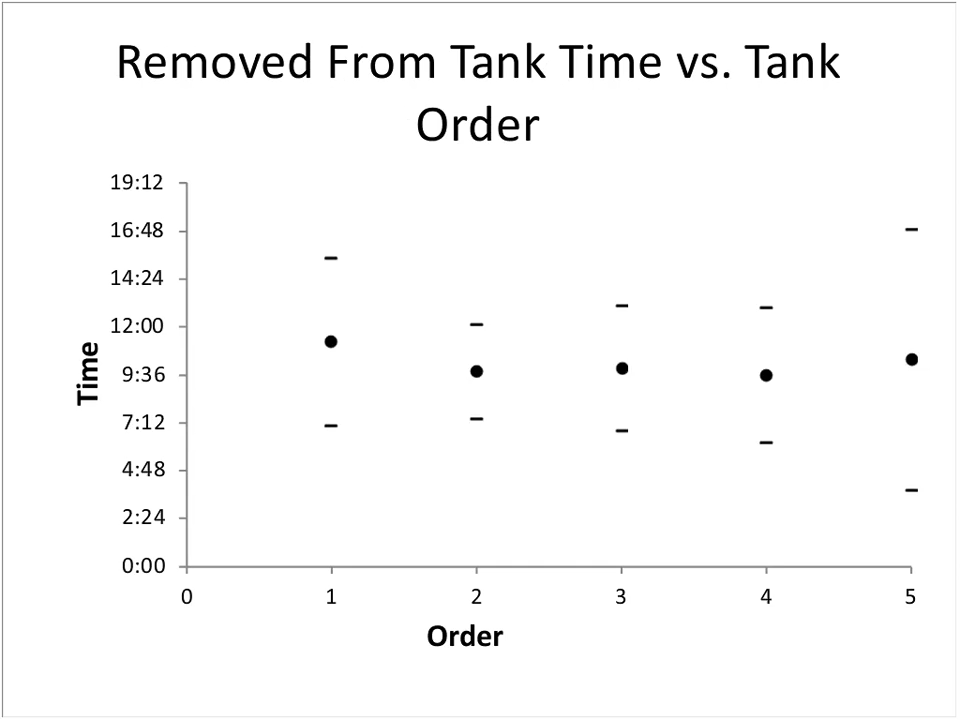 Removed From Tank Time vs. Tank
Order
19:12
16:48
14:24
12:00
9:36
7:12
4:48
2:24
0:00
Time
0 1 2 3 4 5
Order